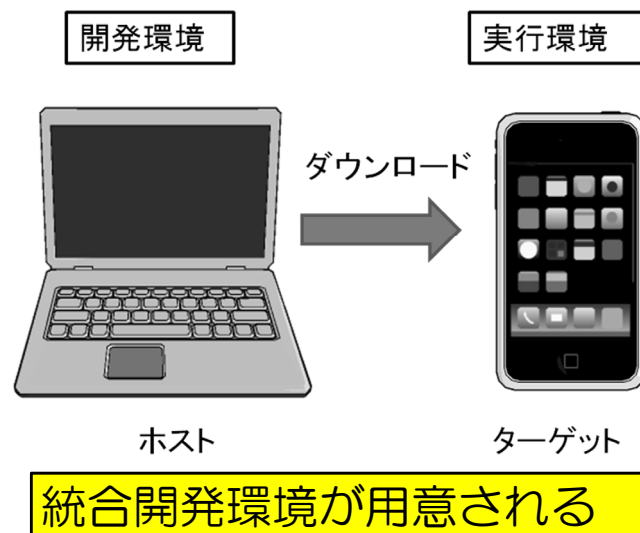 開発環境
実行環境
ダウンロード
ホスト
ターゲット
統合開発環境が用意される